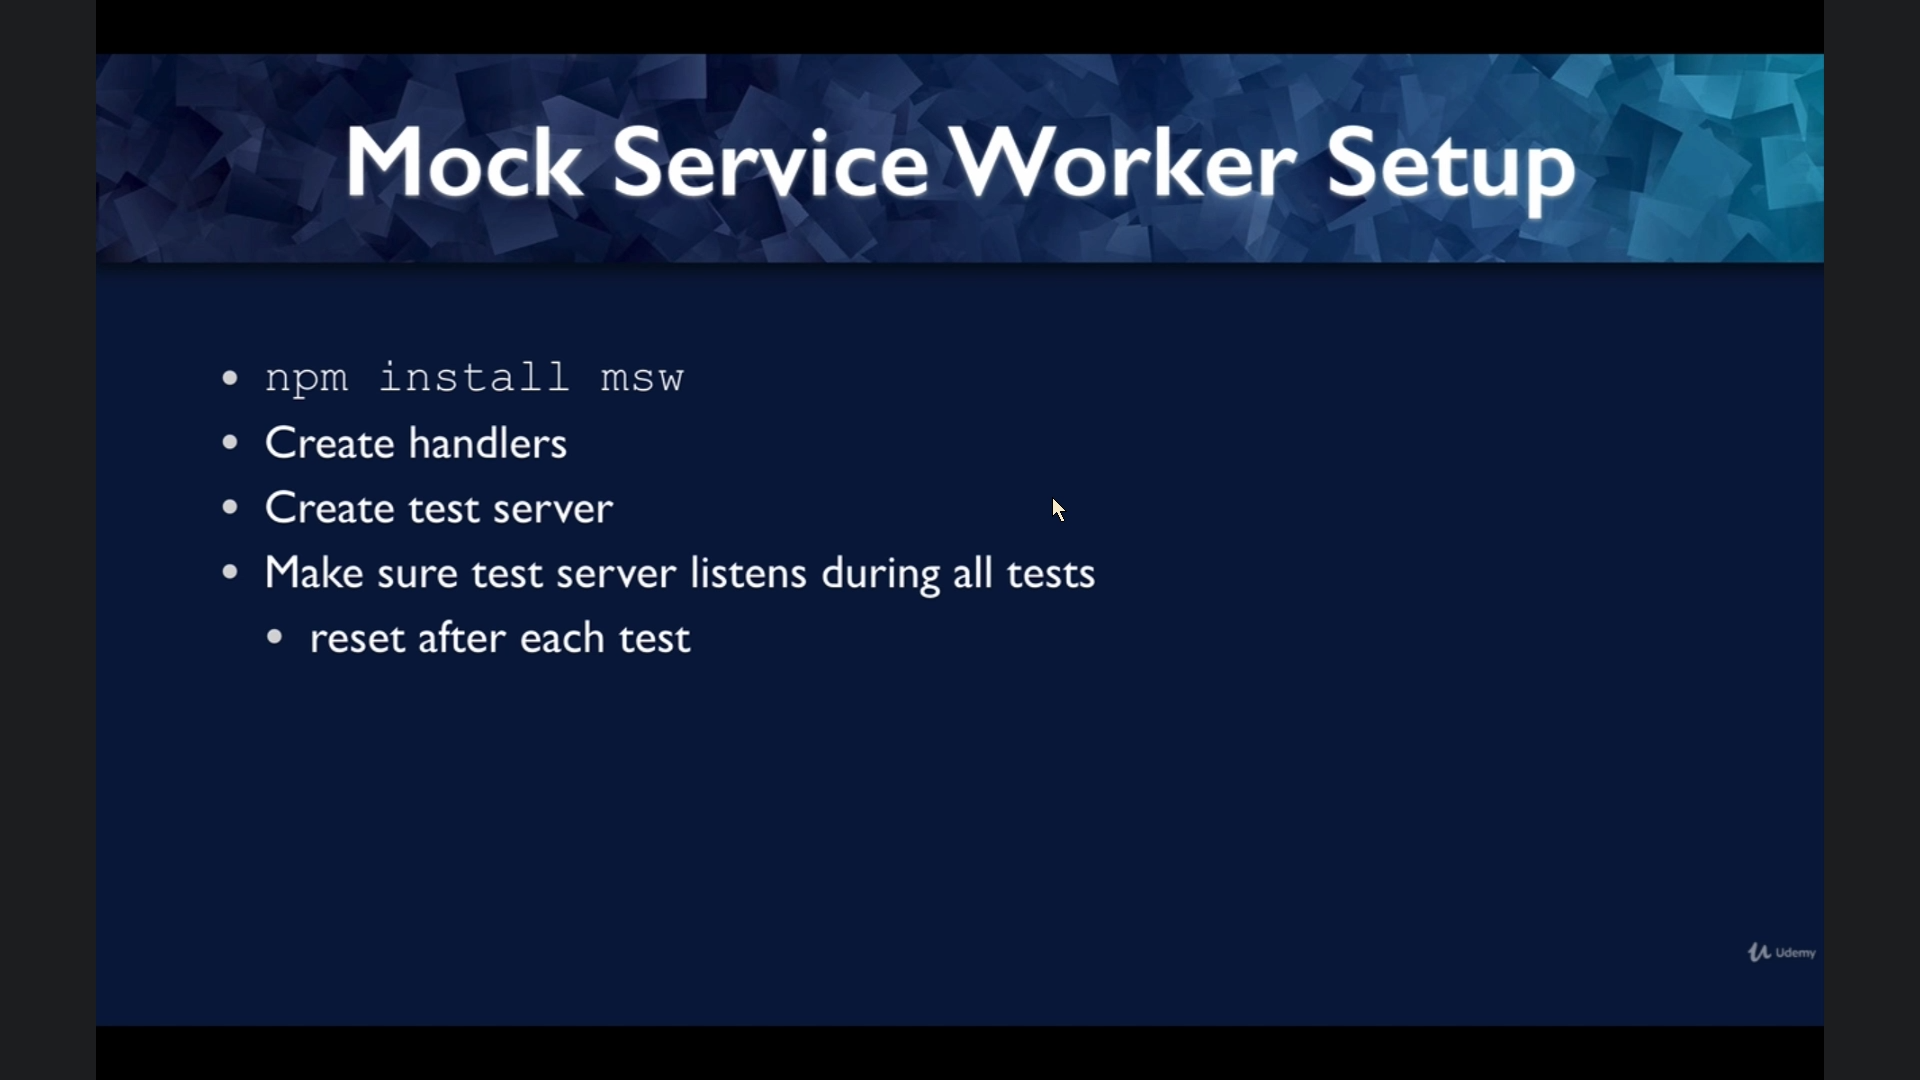 Mock Service Worker Setup
• npm install msw
• Create handlers
• Create test server
• Make sure test server listens during all tests
• reset after each test
Udemy